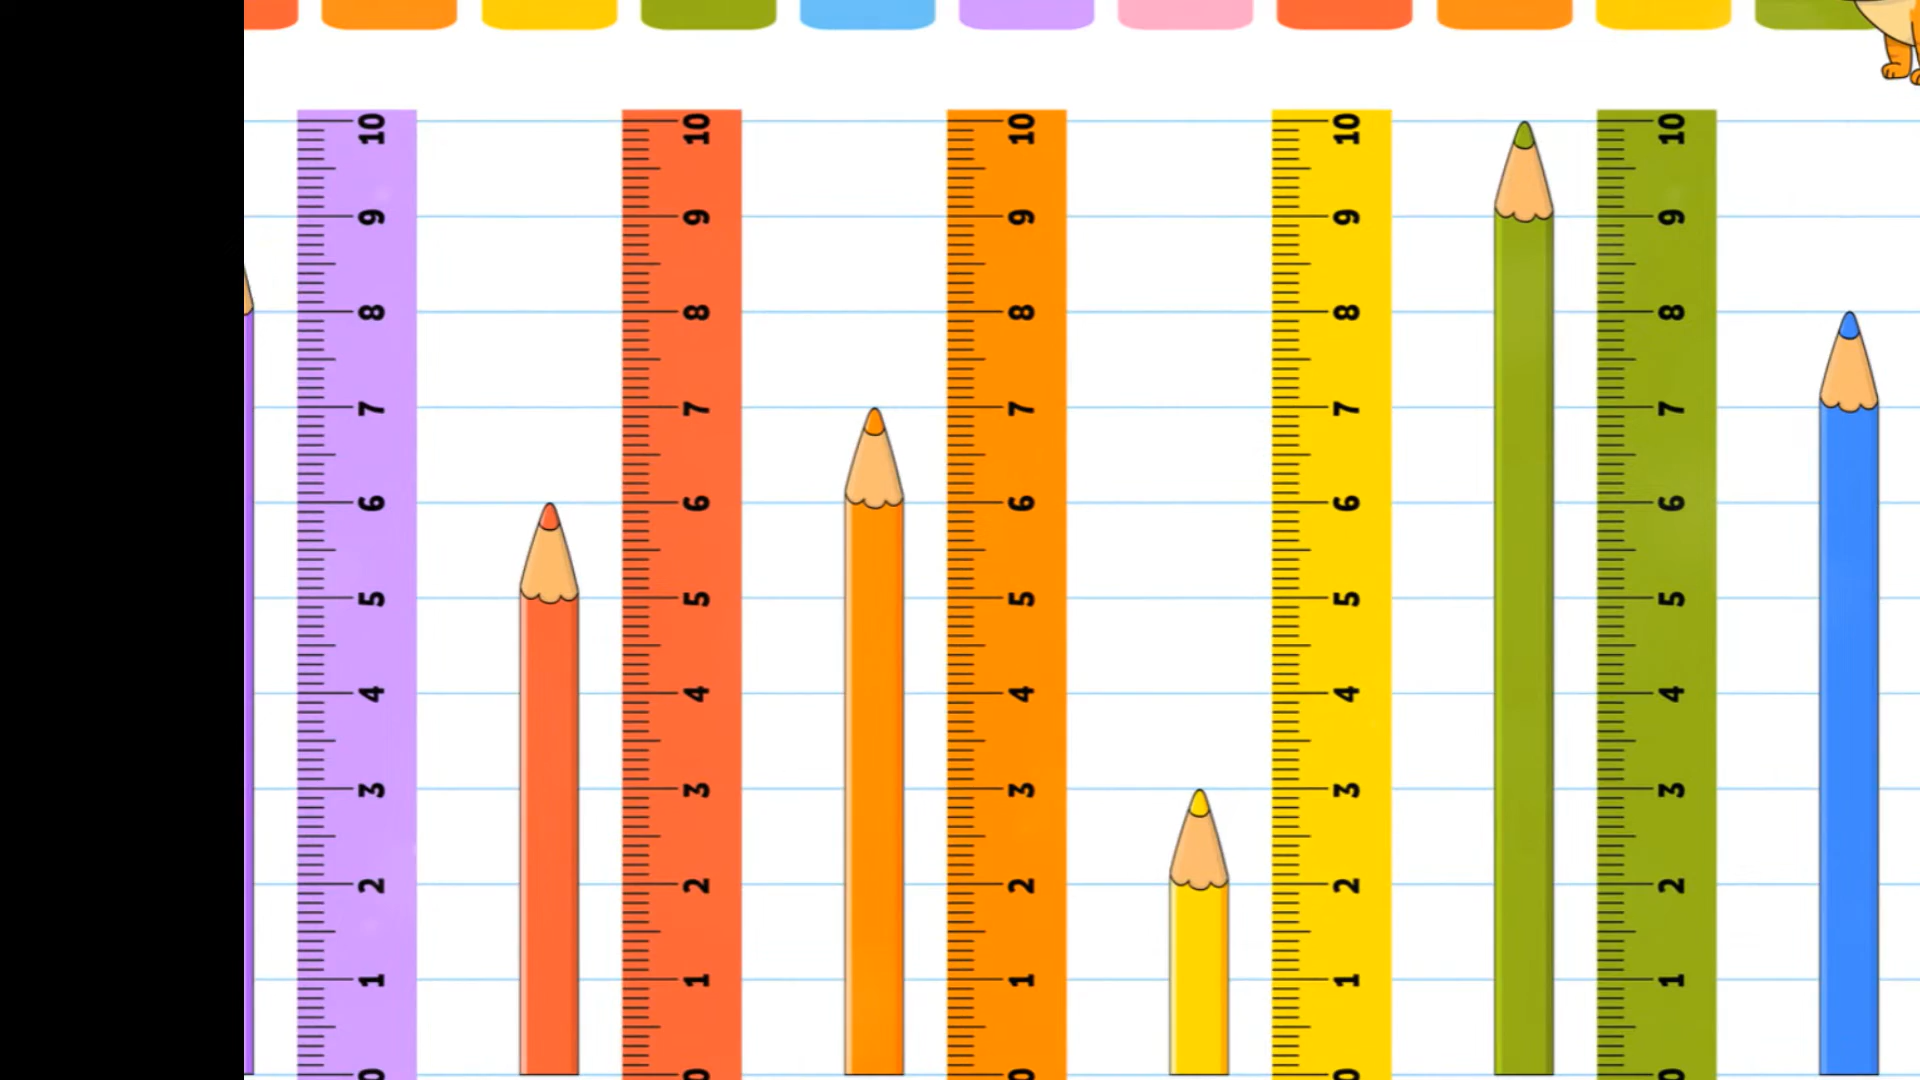 10 10 10 10 10
9 9 9 9 9
8 8 8 8 8
7 7 7 7 7
6 6 6 6 6
5 5 5 5 5
4 4 4 4 4
3 3 3 3 3
2 2 2 2 2
1 1 1 1 1
0 0 0 0 0